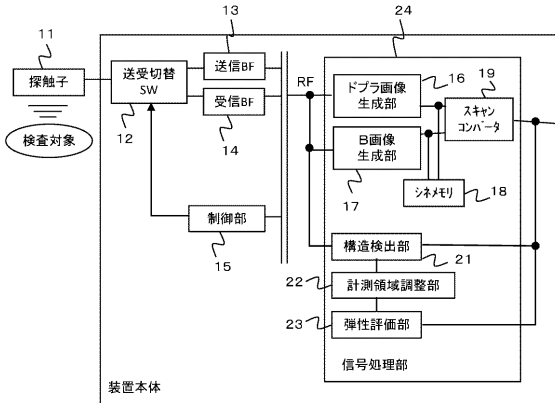 13
24
11
送信BF
探触子
送受切替
SW
受信BF
RF
ドプラ画像
生成部
16
19
スキャン
コンバータ
検査対象
12
14
B画像
生成部
17
シネメモリ
18
制御部
15
構造検出部
21
22
計測領域調整部
23
弾性評価部
信号処理部
装置本体